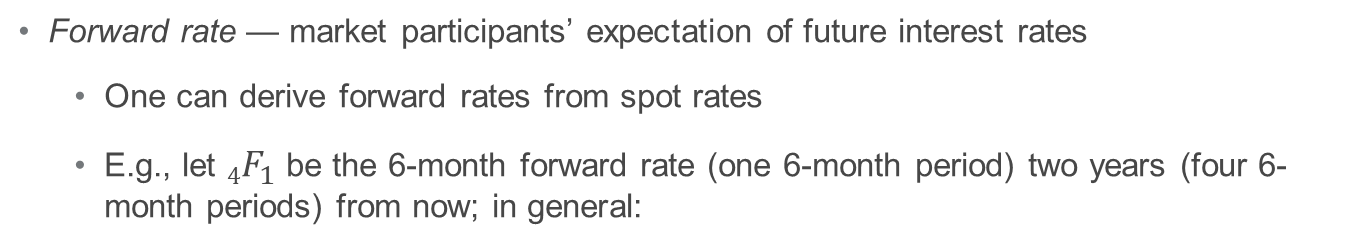 • Forward rate — market participants’ expectation of future interest rates
• One can derive forward rates from spot rates
• E.g., let ₄F₁ be the 6-month forward rate (one 6-month period) two years (four 6-
month periods) from now; in general: